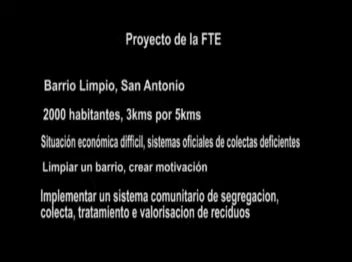 Proyecto de la FTE
Barrio Limpio, San Antonio
2000 habitantes, 3kms por 5kms
Situación económica difficil, sistemas oficiales de colectas deficientes
Limpiar un barrio, crear motivación
Implementar un sistema comunitario de segregacion,
colecta, tratamiento e valorisacion de reciduos